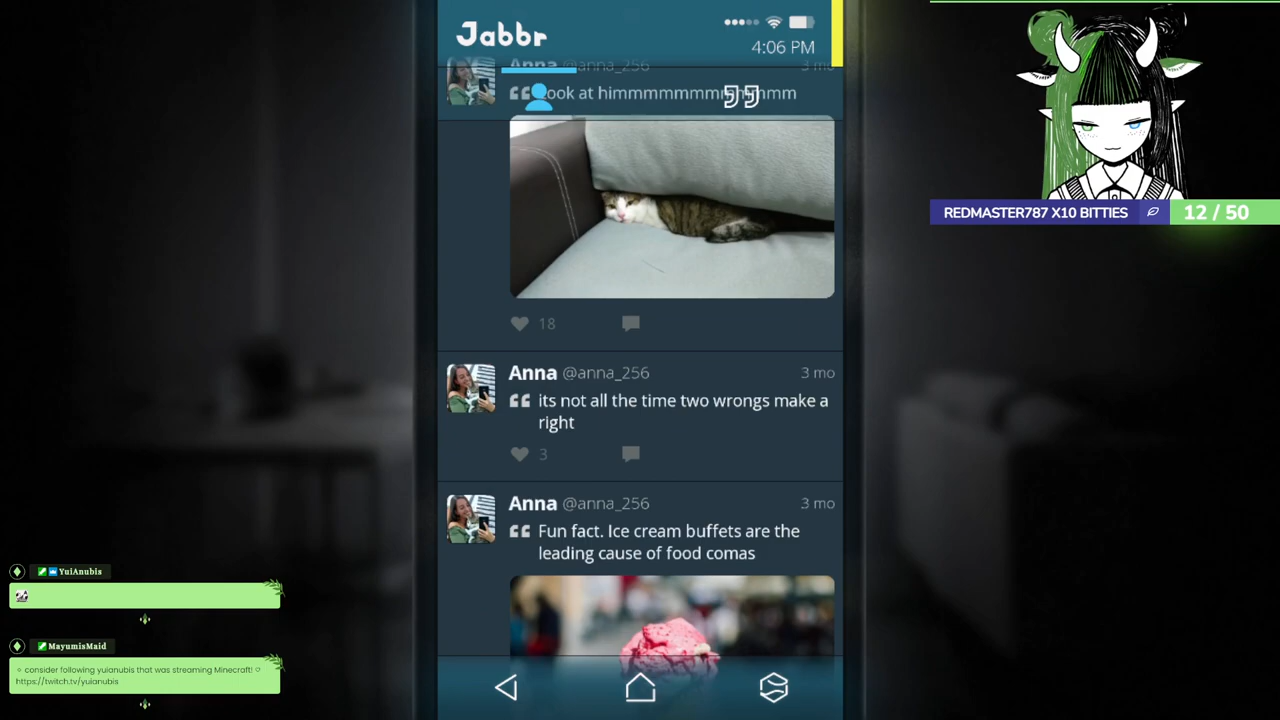 Jabbr
4:06 PM
Anna @anna_256 3 mo
look at himmmmmmmmmmmm
18
Anna @anna_256 3 mo
its not all the time two wrongs make a
right
3
Anna @anna_256 3 mo
Fun fact. Ice cream buffets are the
leading cause of food comas
REDMASTER787 X10 BITTIES 12 / 50
YuiAnubis
MayumisMaid
consider following yuianubis that was streaming Minecraft!
https://twitch.tv/yuianubis